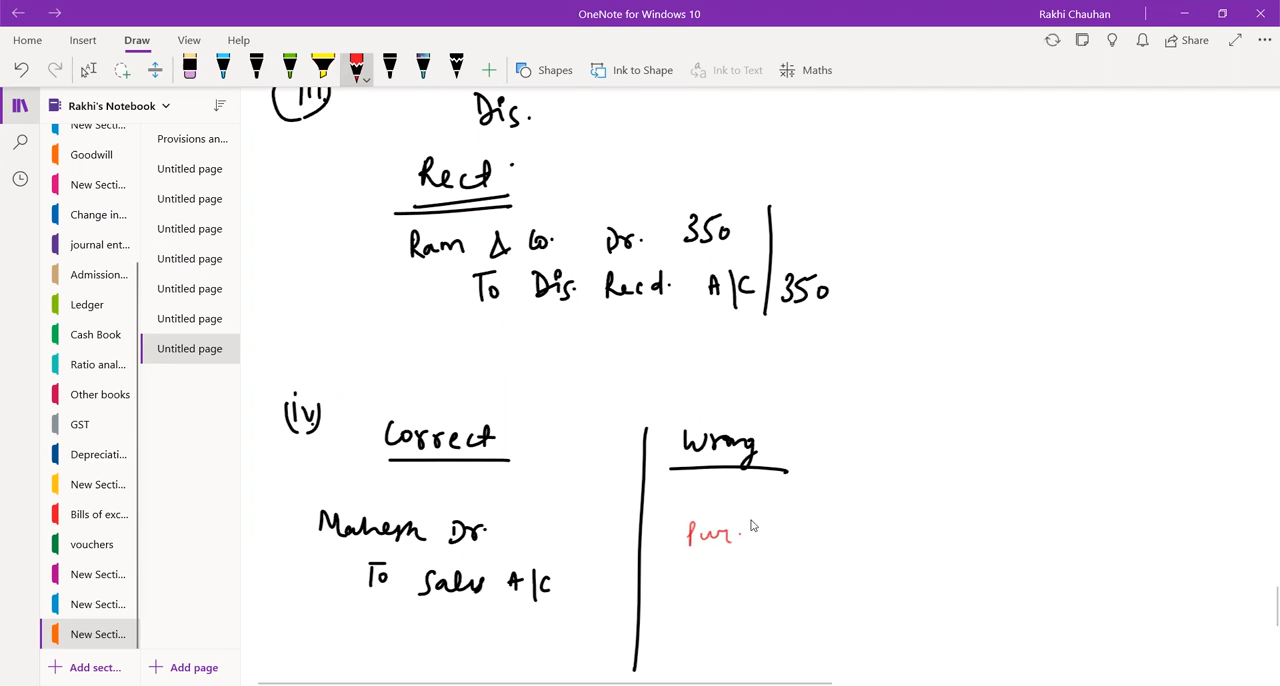 OneNote for Windows 10
Rakhi Chauhan
Home Insert Draw View Help
Share
Shapes Ink to Shape Ink to Text Maths
Rakhi's Notebook
New Secti...
Goodwill
New Secti...
Change in...
journal ent...
Admission...
Ledger
Cash Book
Ratio anal...
Other books
GST
Depreciati...
New Secti...
Bills of exc...
vouchers
New Secti...
New Secti...
New Secti...
Add sect...
Provisions an...
Untitled page
Untitled page
Untitled page
Untitled page
Untitled page
Untitled page
Untitled page
Add page
(iii)
Dis.
Rect.
Ram & Co. Dr. 350
To Dis. Recd. A/C 350
(iv)
Correct
Wrong
Mahesh Dr.
To Sales A/C
Pur.